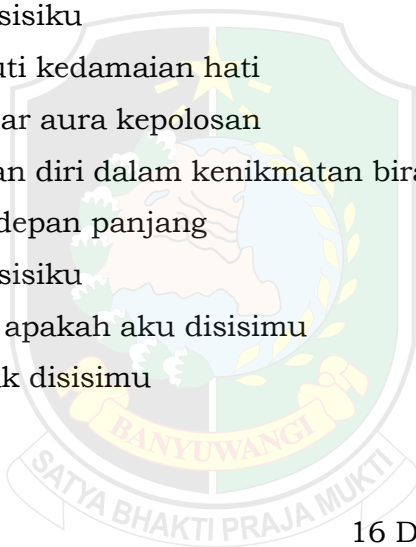 sisiku
uti kedamaian hati
ar aura kepolosan
an diri dalam kenikmatan bira
depan panjang
sisiku
apakah aku disisimu
ak disisimu
BANYUWANGI
SATYA BHAKTI PRAJA MUKTI
16 D